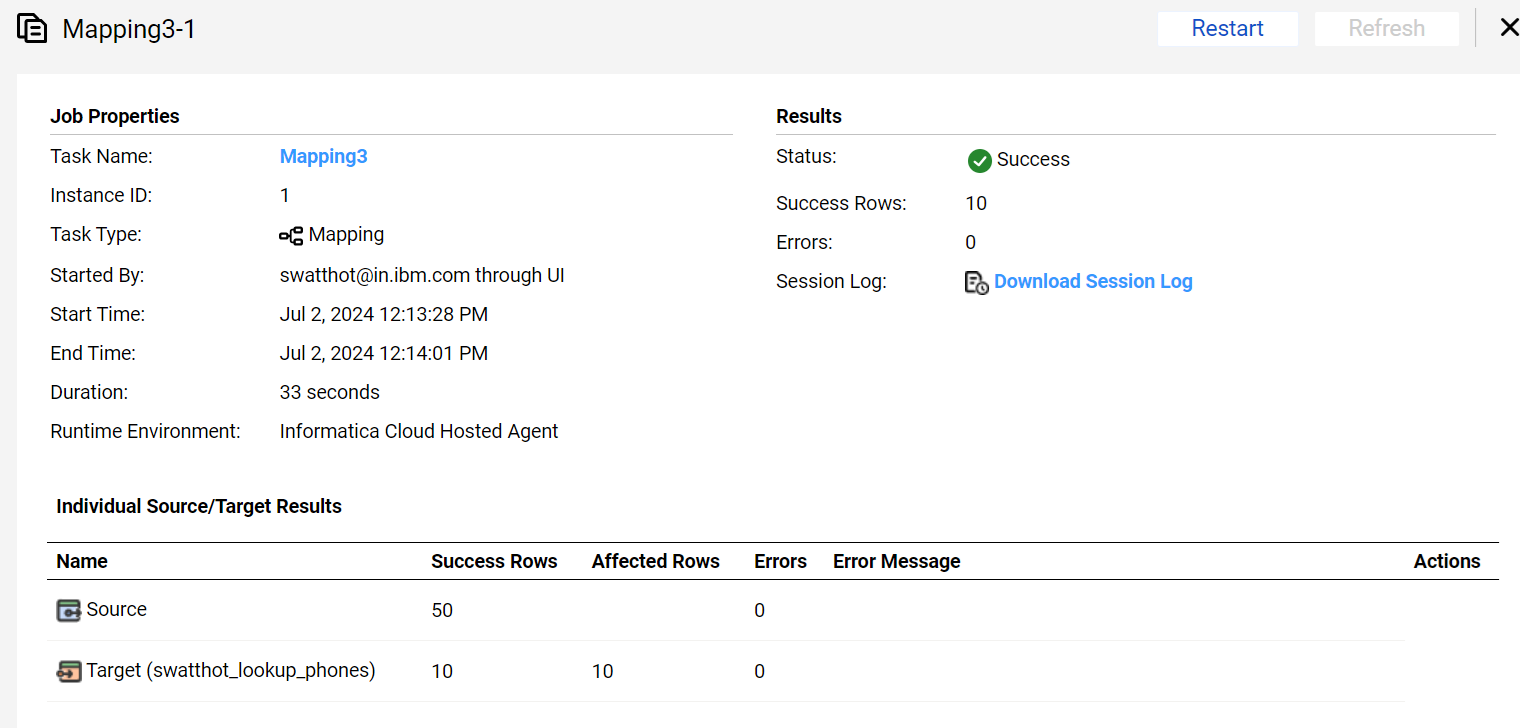 Mapping3-1
Restart
Refresh
Job Properties
Task Name: Mapping3
Instance ID: 1
Task Type: Mapping
Started By: swatthot@in.ibm.com through UI
Start Time: Jul 2, 2024 12:13:28 PM
End Time: Jul 2, 2024 12:14:01 PM
Duration: 33 seconds
Runtime Environment: Informatica Cloud Hosted Agent
Results
Status: Success
Success Rows: 10
Errors: 0
Session Log: Download Session Log
Individual Source/Target Results
Name Success Rows Affected Rows Errors Error Message Actions
Source 50 0
Target (swatthot_lookup_phones) 10 10 0